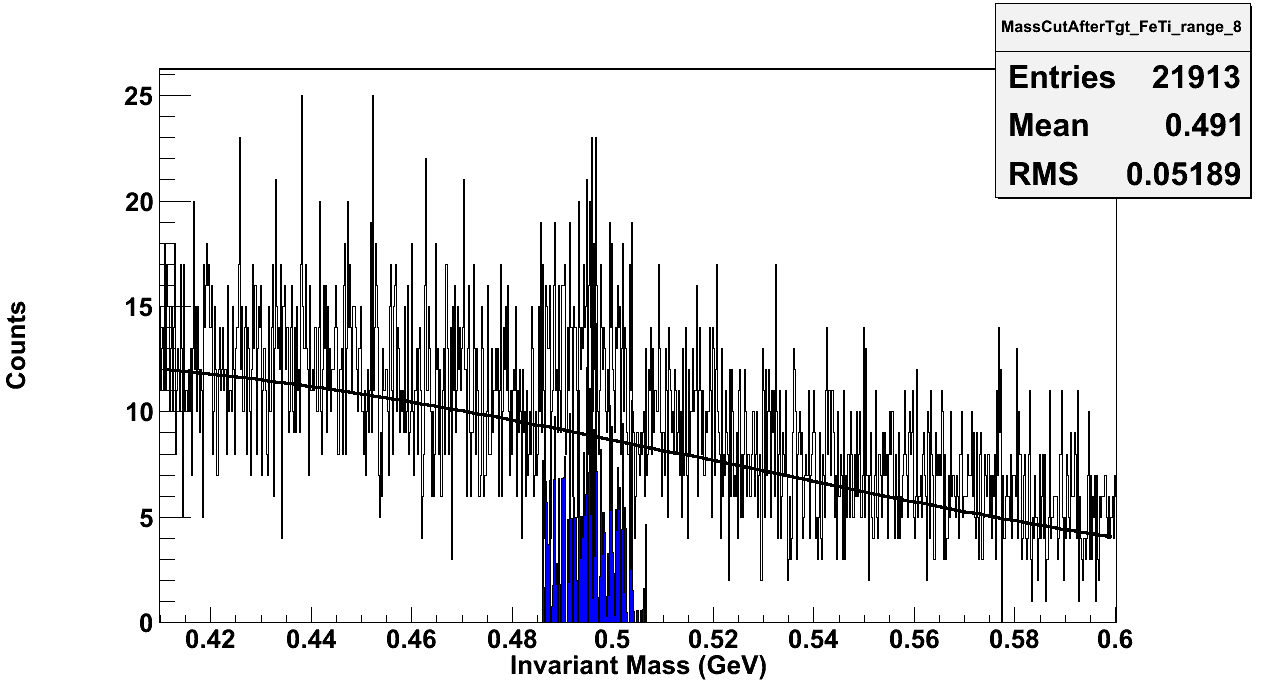 MassCutAfterTgt_FeTi_range_8
Entries 21913
Mean 0.491
RMS 0.05189
25
20
15
10
5
0
Counts
0.42 0.44 0.46 0.48 0.5 0.52 0.54 0.56 0.58 0.6
Invariant Mass (GeV)